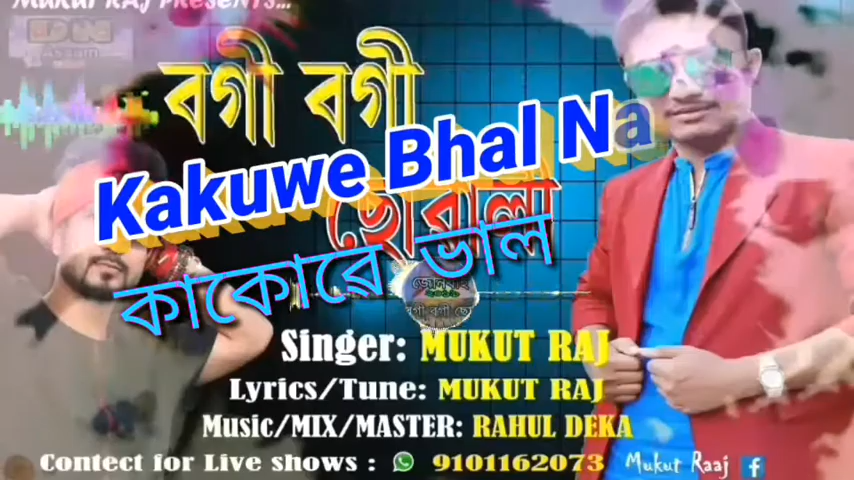 MUKUT RAJ PRESENTS...
বগী বগী
Kakuwe Bhal Na
ছোৱালী
কাকোৱে ভাল
Singer: MUKUT RAJ
Lyrics/Tune: MUKUT RAJ
Music/MIX/MASTER: RAHUL DEKA
Contect for Live shows : 9101162073
Mukut Raaj f